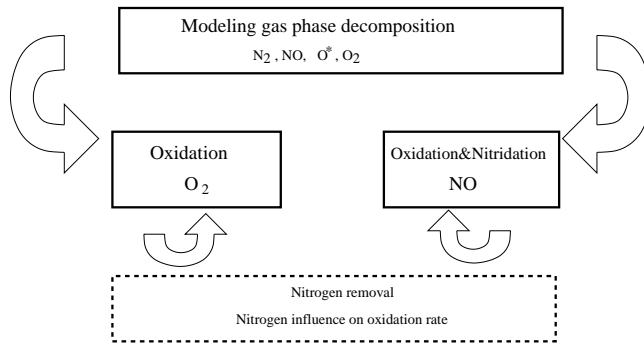 Modeling gas phase decomposition
N₂ , NO, O* , O₂
Oxidation
O₂
Oxidation&Nitridation
NO
Nitrogen removal
Nitrogen influence on oxidation rate